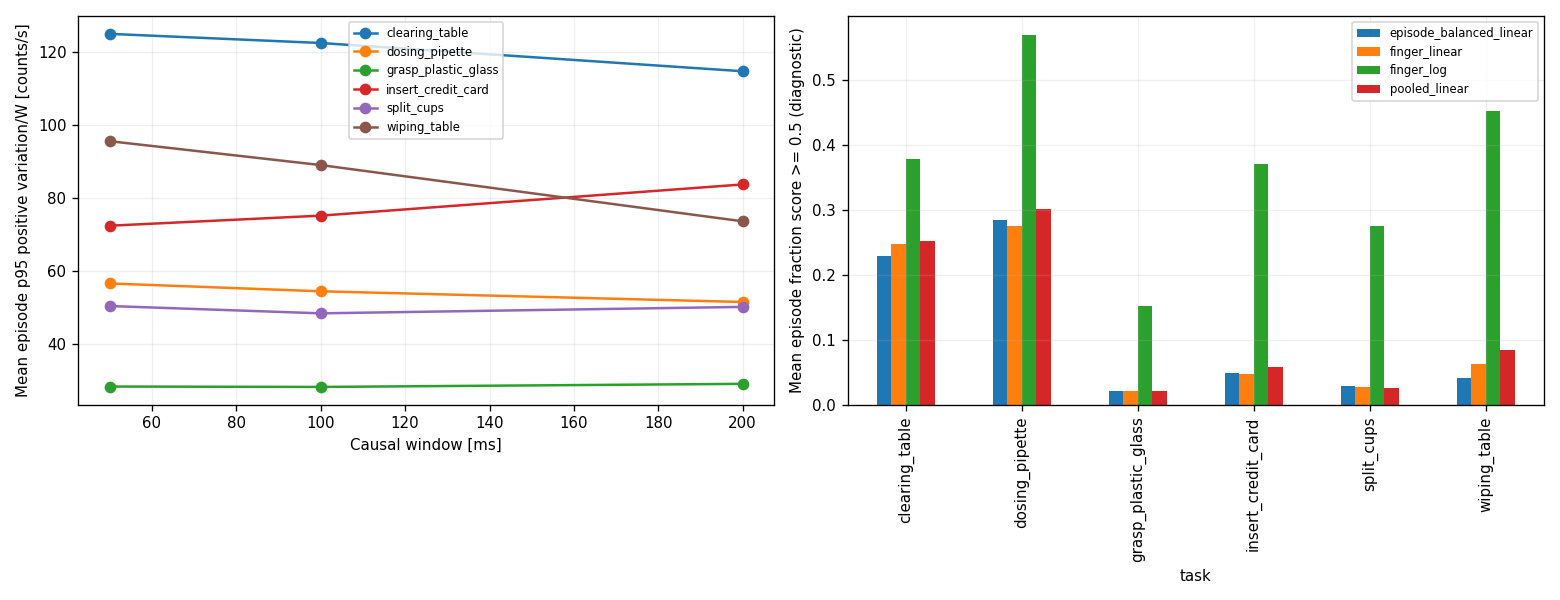 Mean episode p95 positive variation/W [counts/s]
120
100
80
60
40
60
80
100
120
140
160
180
200
Causal window [ms]
clearing_table
dosing_pipette
grasp_plastic_glass
insert_credit_card
split_cups
wiping_table
Mean episode fraction score >= 0.5 (diagnostic)
0.5
0.4
0.3
0.2
0.1
0.0
episode_balanced_linear
finger_linear
finger_log
pooled_linear
clearing_table
dosing_pipette
grasp_plastic_glass
insert_credit_card
split_cups
wiping_table
task